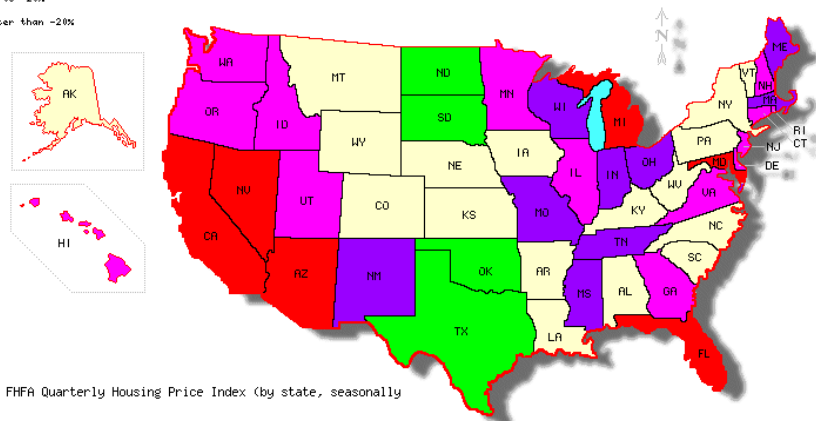 -20%
er than -20%
N
AK
HI
WA
OR
CA
NV
ID
MT
WY
UT
AZ
CO
NM
ND
SD
NE
KS
OK
TX
MN
IA
MO
AR
LA
WI
IL
MI
IN
OH
KY
TN
MS
AL
GA
FL
SC
NC
VA
WV
MD
PA
NY
VT
NH
ME
MA
RI
CT
NJ
DE
FHFA Quarterly Housing Price Index (by state, seasonally